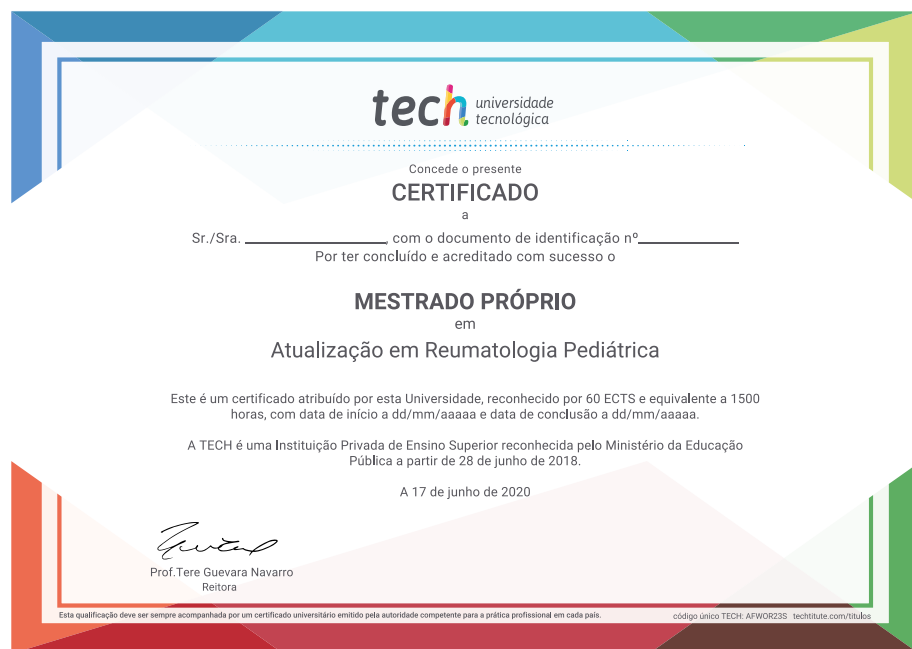 tech universidade
tecnológica
Concede o presente
CERTIFICADO
a
Sr./Sra. ________________, com o documento de identificação nº____________
Por ter concluído e acreditado com sucesso o
MESTRADO PRÓPRIO
em
Atualização em Reumatologia Pediátrica
Este é um certificado atribuído por esta Universidade, reconhecido por 60 ECTS e equivalente a 1500
horas, com data de início a dd/mm/aaaaa e data de conclusão a dd/mm/aaaaa.
A TECH é uma Instituição Privada de Ensino Superior reconhecida pelo Ministério da Educação
Pública a partir de 28 de junho de 2018.
A 17 de junho de 2020
Prof.Tere Guevara Navarro
Reitora
Esta qualificação deve ser sempre acompanhada por um certificado universitário emitido pela autoridade competente para a prática profissional em cada país.
código único TECH: AFWOR23S techtitute.com/titulos